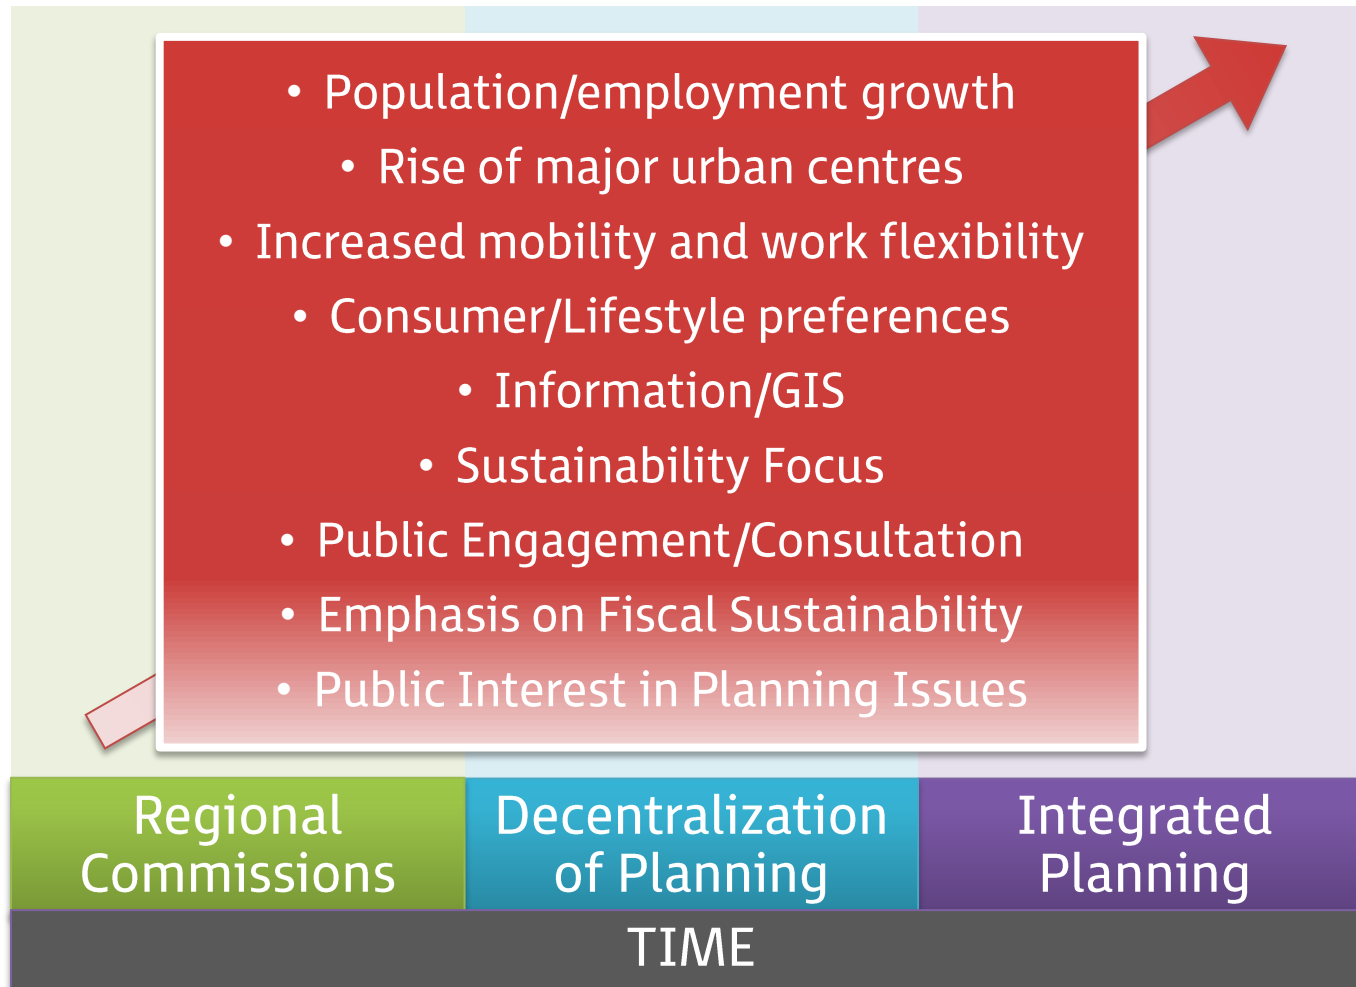 • Population/employment growth
• Rise of major urban centres
• Increased mobility and work flexibility
• Consumer/Lifestyle preferences
• Information/GIS
• Sustainability Focus
• Public Engagement/Consultation
• Emphasis on Fiscal Sustainability
• Public Interest in Planning Issues
Regional
Commissions
Decentralization
of Planning
Integrated
Planning
TIME